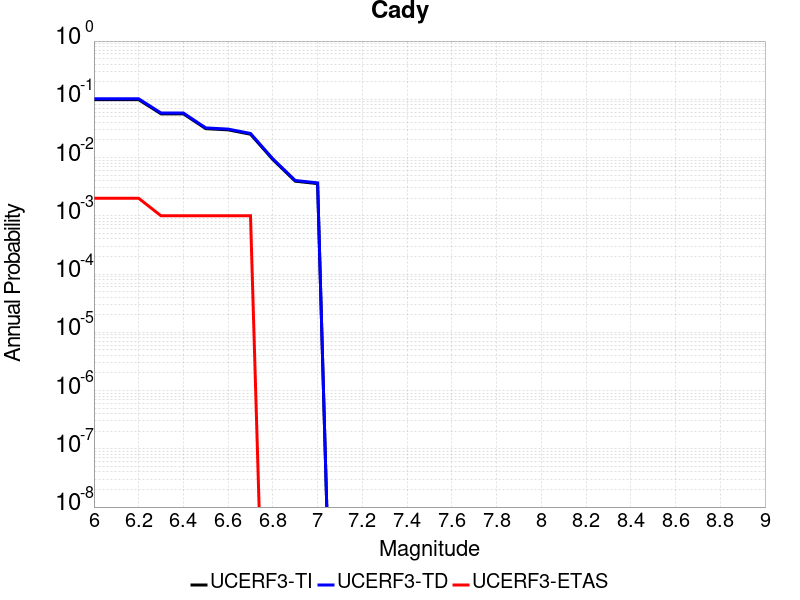 Cady
10^0
10^-1
10^-2
10^-3
10^-4
10^-5
10^-6
10^-7
10^-8
Annual Probability
6 6.2 6.4 6.6 6.8 7 7.2 7.4 7.6 7.8 8 8.2 8.4 8.6 8.8 9
Magnitude
UCERF3-TI UCERF3-TD UCERF3-ETAS